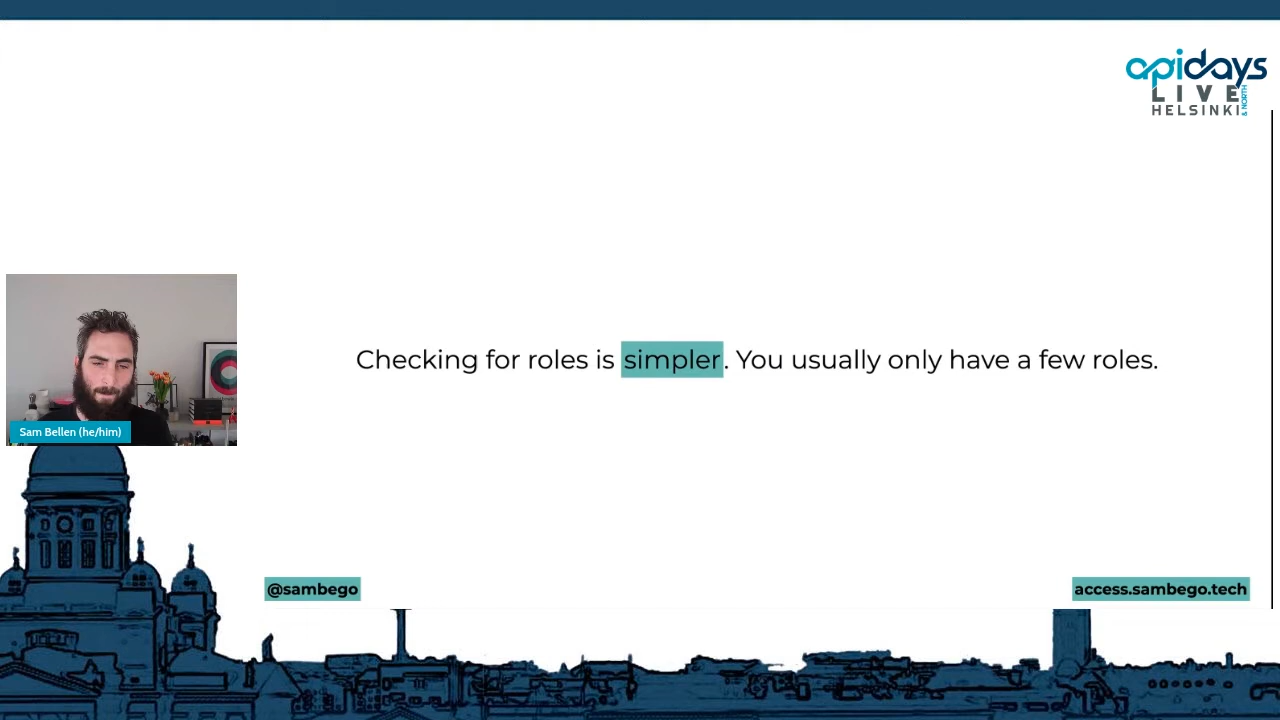 apidays
LIVE
HELSINKI
& NORTH
Checking for roles is simpler. You usually only have a few roles.
Sam Bellen (he/him)
@sambego
access.sambego.tech